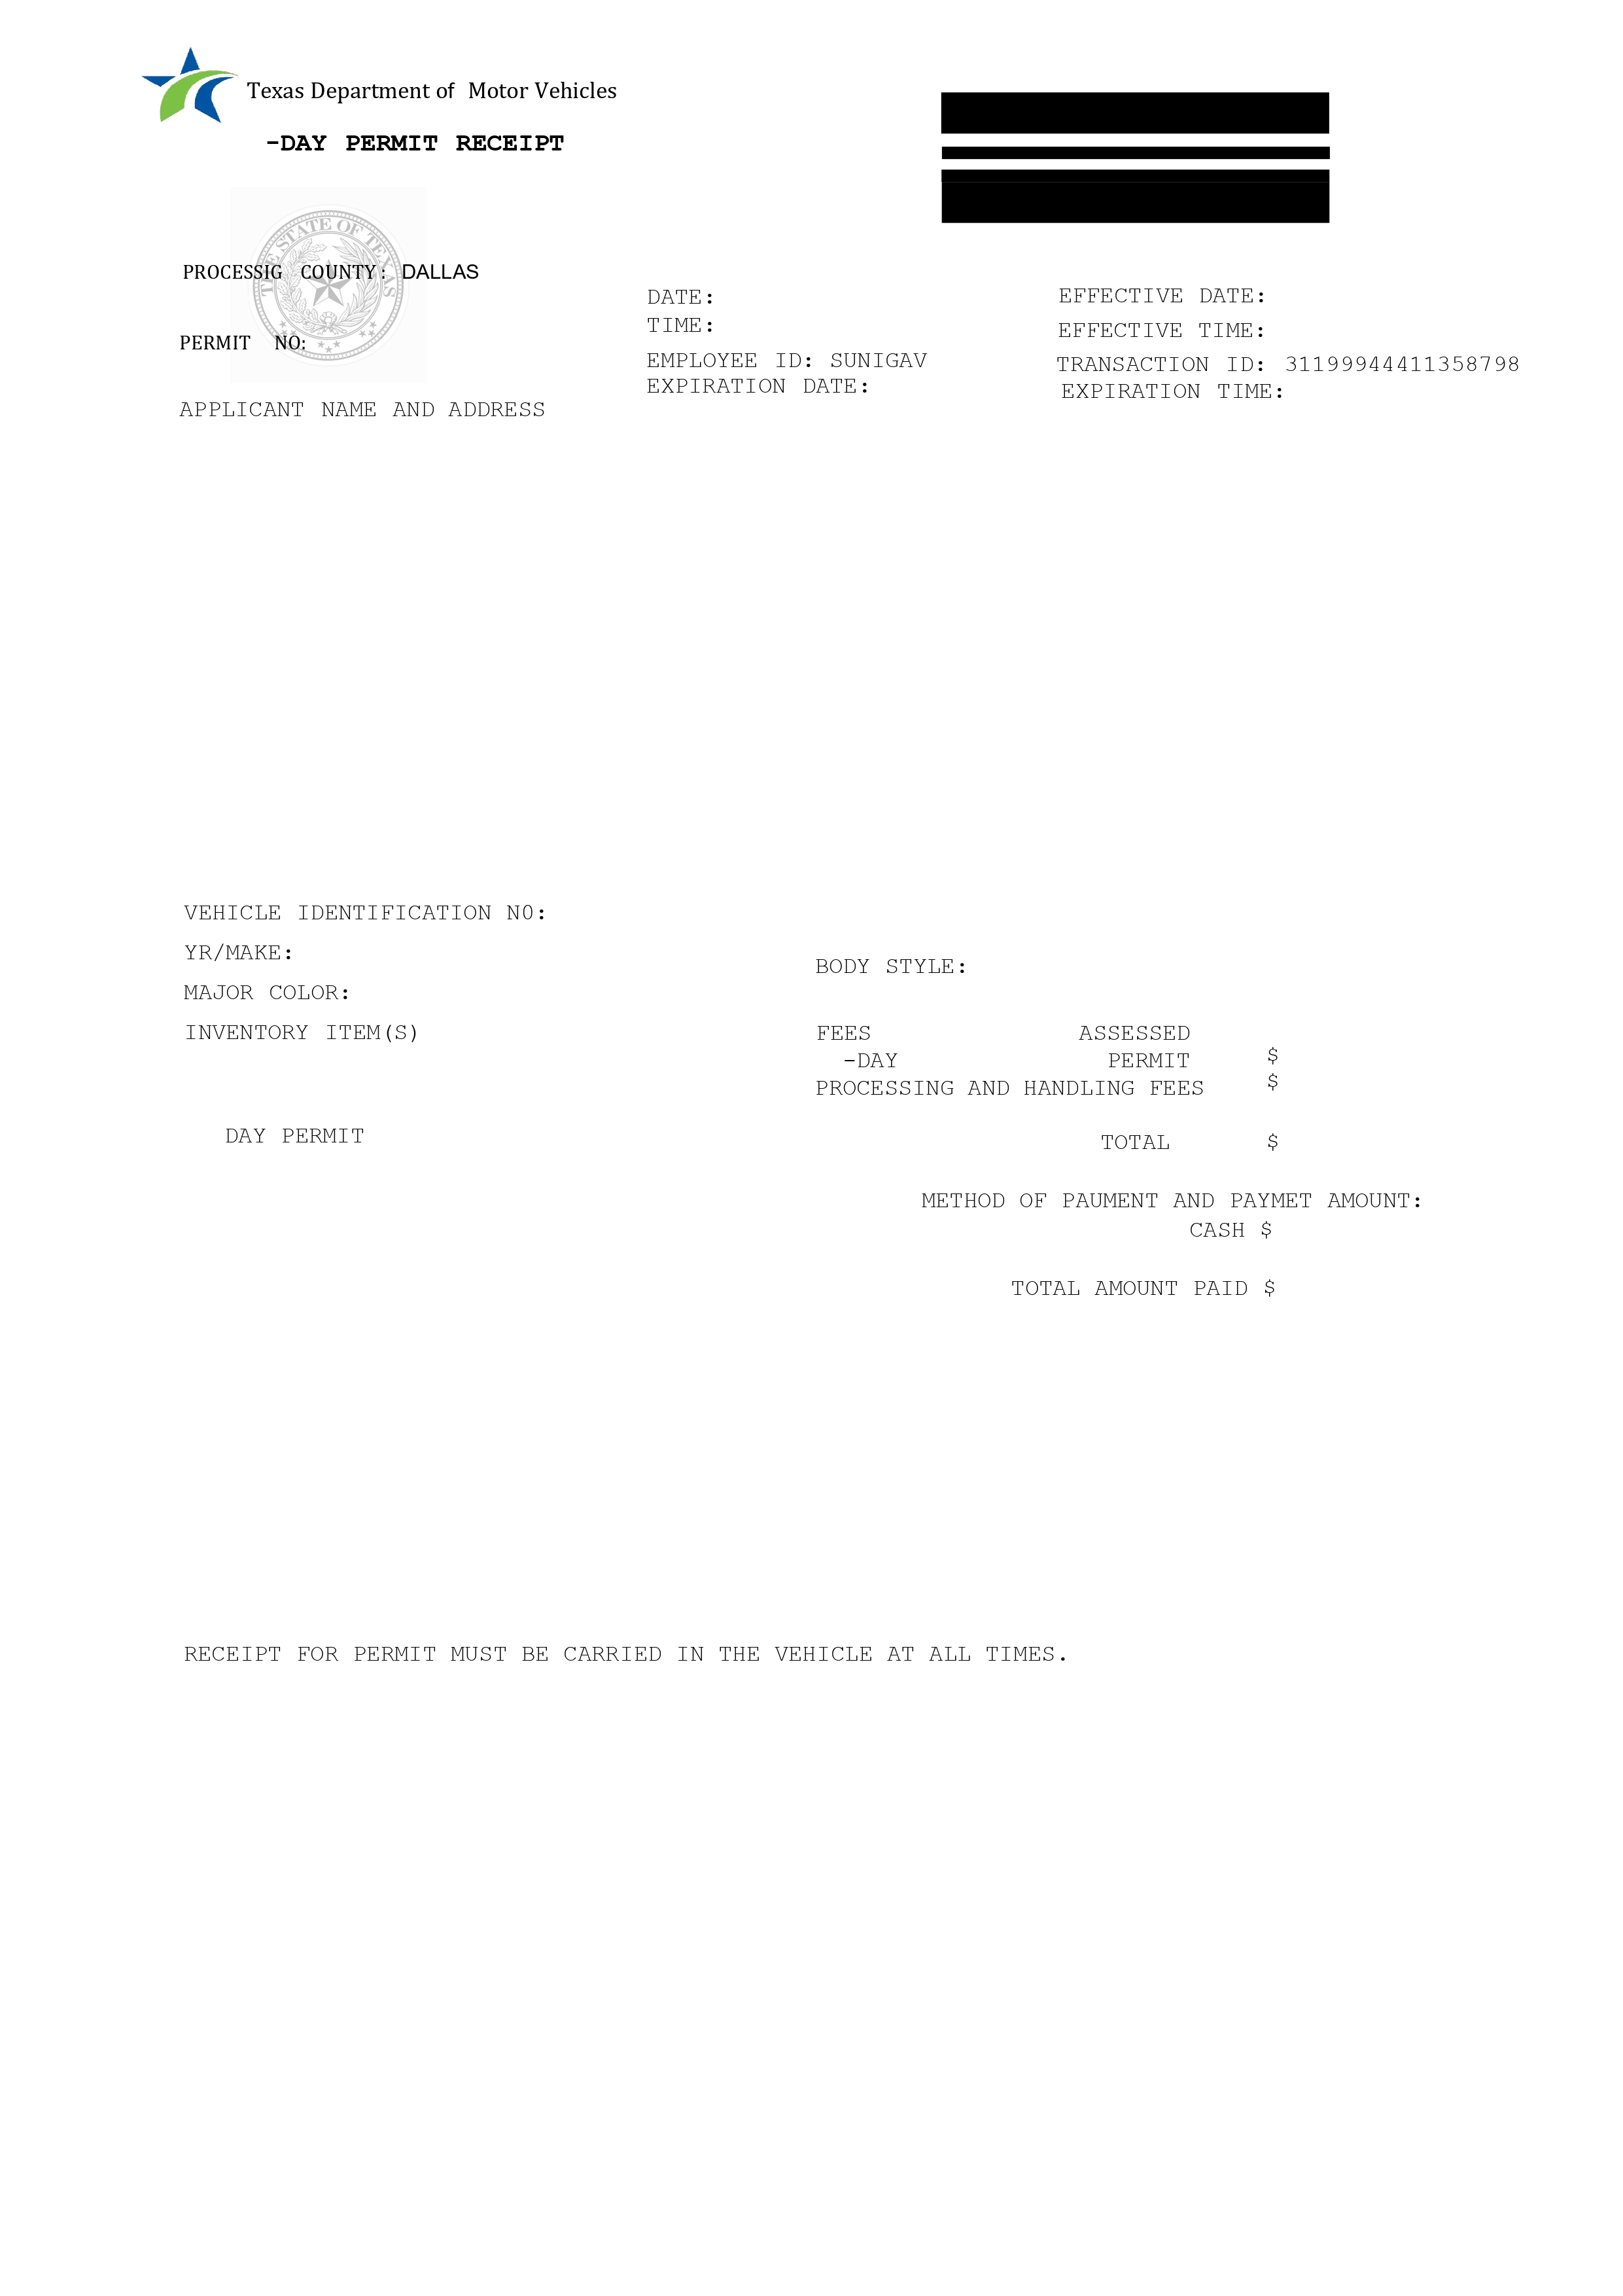 Texas Department of Motor Vehicles
-DAY PERMIT RECEIPT
THE STATE OF TEXAS
PROCESSIG COUNTY: DALLAS
DATE:
EFFECTIVE DATE:
TIME:
EFFECTIVE TIME:
PERMIT NO:
EMPLOYEE ID: SUNIGAV
TRANSACTION ID: 31199944411358798
EXPIRATION DATE:
EXPIRATION TIME:
APPLICANT NAME AND ADDRESS
VEHICLE IDENTIFICATION N0:
YR/MAKE:
BODY STYLE:
MAJOR COLOR:
INVENTORY ITEM(S)
FEES ASSESSED
-DAY PERMIT $
PROCESSING AND HANDLING FEES $
DAY PERMIT
TOTAL $
METHOD OF PAUMENT AND PAYMET AMOUNT:
CASH $
TOTAL AMOUNT PAID $
RECEIPT FOR PERMIT MUST BE CARRIED IN THE VEHICLE AT ALL TIMES.